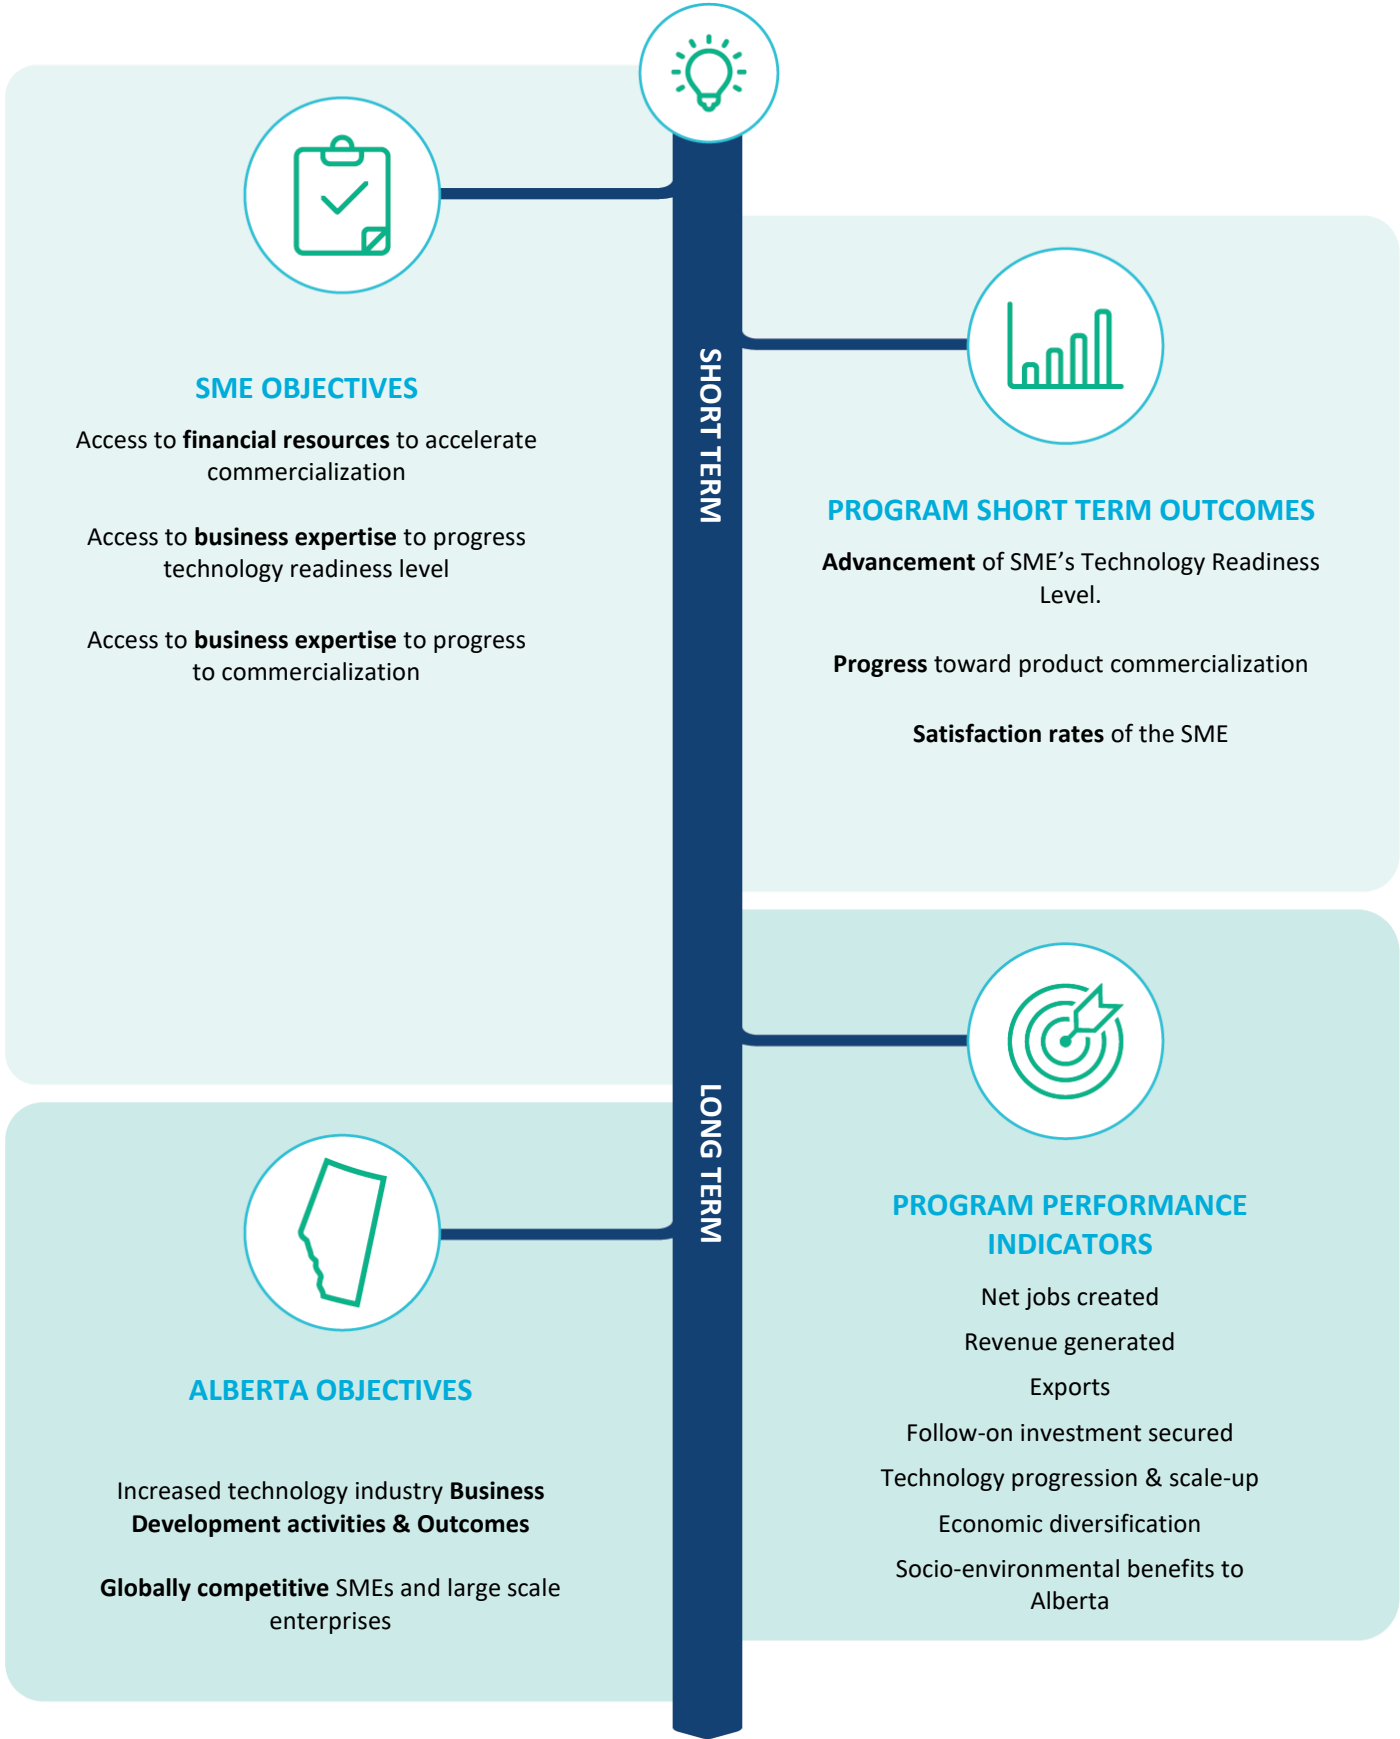 SHORT TERM
SME OBJECTIVES
Access to financial resources to accelerate
commercialization
Access to business expertise to progress
technology readiness level
Access to business expertise to progress
to commercialization
PROGRAM SHORT TERM OUTCOMES
Advancement of SME’s Technology Readiness
Level.
Progress toward product commercialization
Satisfaction rates of the SME
LONG TERM
ALBERTA OBJECTIVES
Increased technology industry Business
Development activities & Outcomes
Globally competitive SMEs and large scale
enterprises
PROGRAM PERFORMANCE
INDICATORS
Net jobs created
Revenue generated
Exports
Follow-on investment secured
Technology progression & scale-up
Economic diversification
Socio-environmental benefits to
Alberta